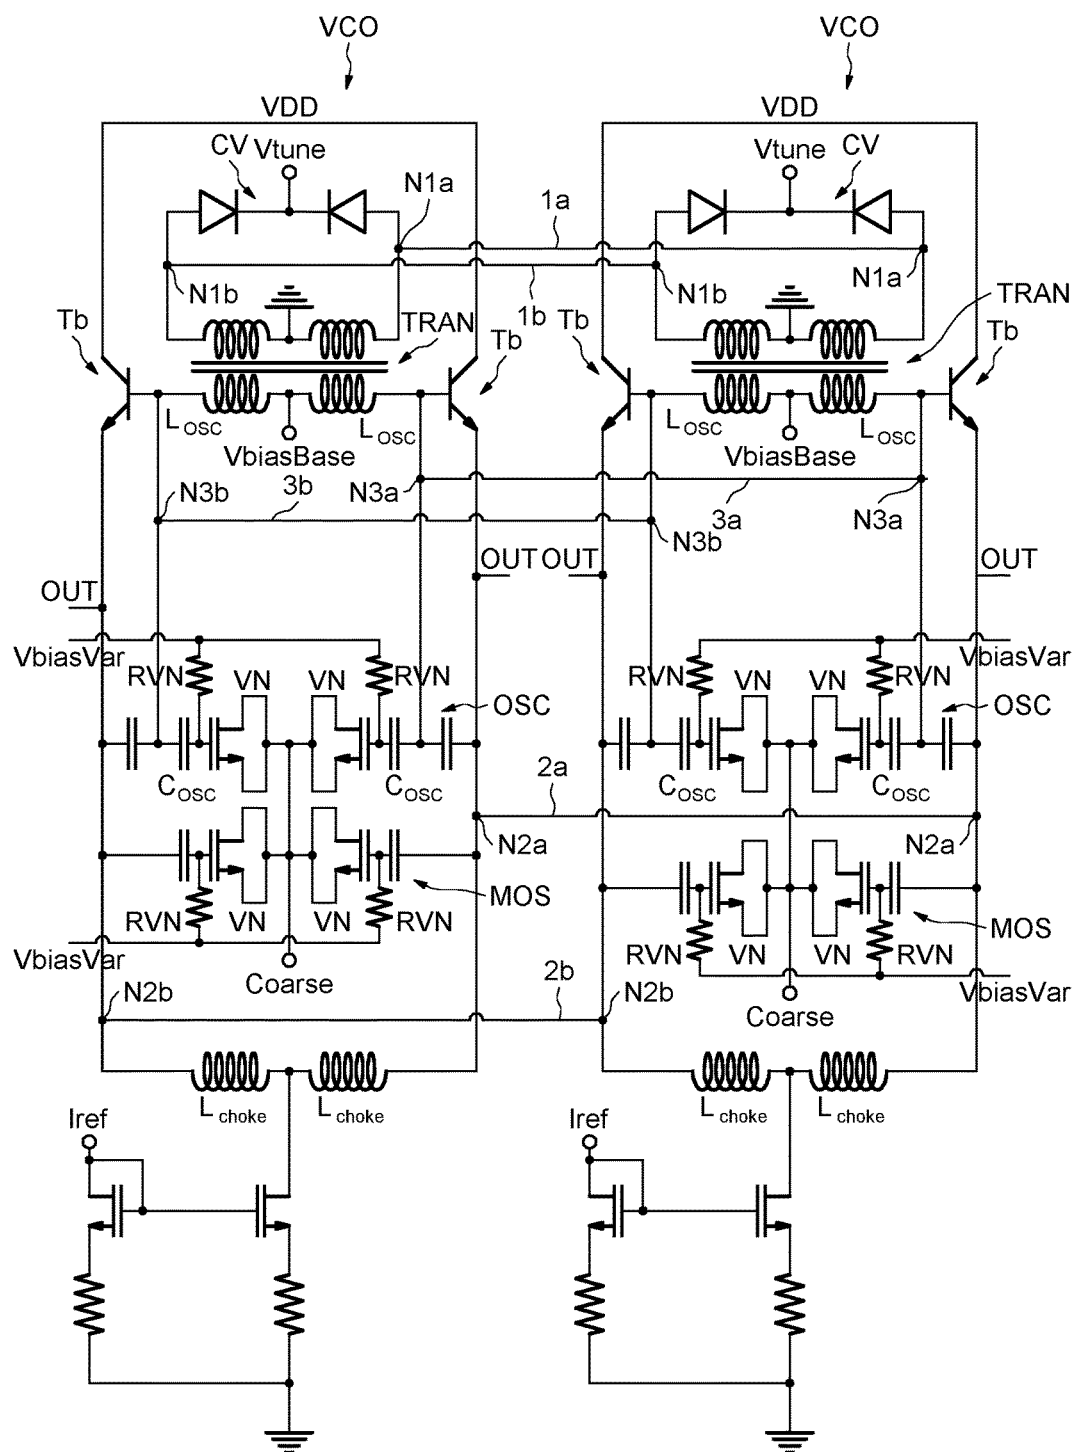 VCO VCO
VDD VDD
CV Vtune Vtune CV
N1a 1a
N1b N1b N1a
1b TRAN
Tb TRAN Tb Tb Tb
LOSC LOSC LOSC LOSC
VbiasBase VbiasBase
N3b 3b N3a 3a N3a
N3b
OUT OUT OUT OUT
VbiasVar RVN VN VN RVN RVN VN VN RVN VbiasVar
OSC OSC
COSC COSC COSC COSC
2a
N2a N2a
RVN VN VN RVN MOS RVN VN VN RVN MOS
VbiasVar VbiasVar
Coarse Coarse
N2b 2b N2b
Lchoke Lchoke Lchoke Lchoke
Iref Iref